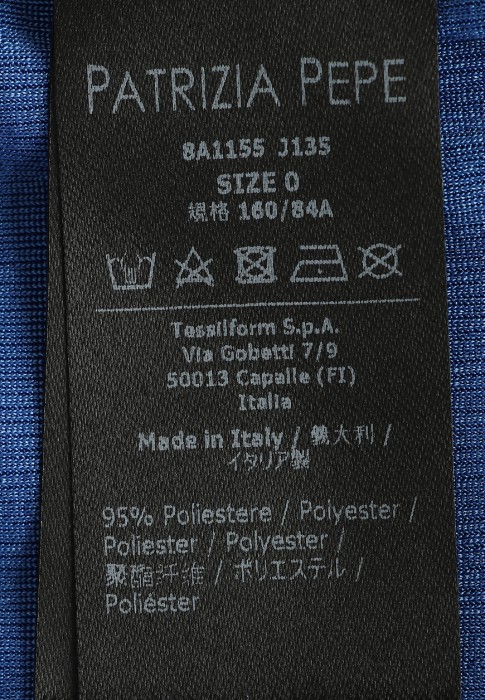 PATRIZIA PEPE
8A1155 J135
SIZE 0
規格 160/84A
Tessilform S.p.A.
Via Gobetti 7/9
50013 Capalle (FI)
Italia
Made in Italy / 義大利 /
イタリア製
95% Poliestere / Polyester /
Poliester / Polyester /
聚酯纤维 / ポリエステル /
Poliéster